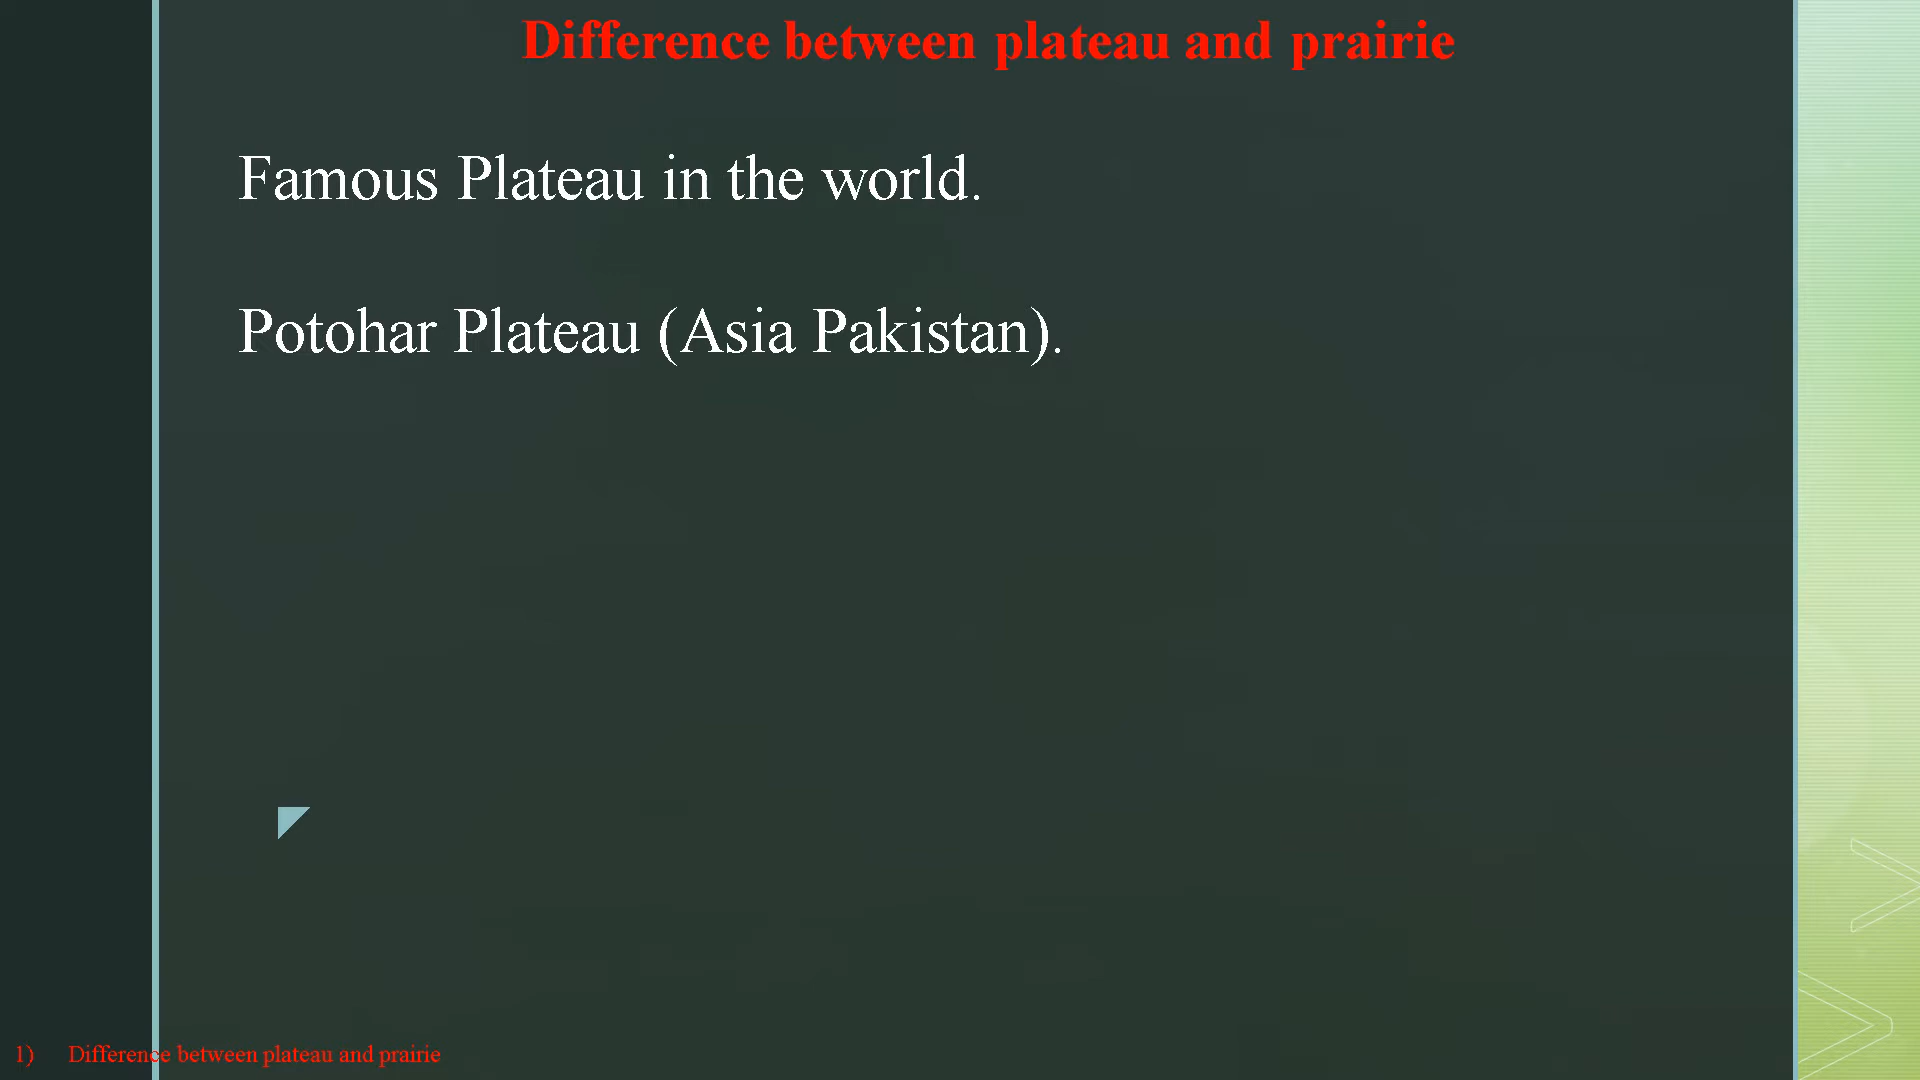 Difference between plateau and prairie
Famous Plateau in the world.
Potohar Plateau (Asia Pakistan).
1) Difference between plateau and prairie